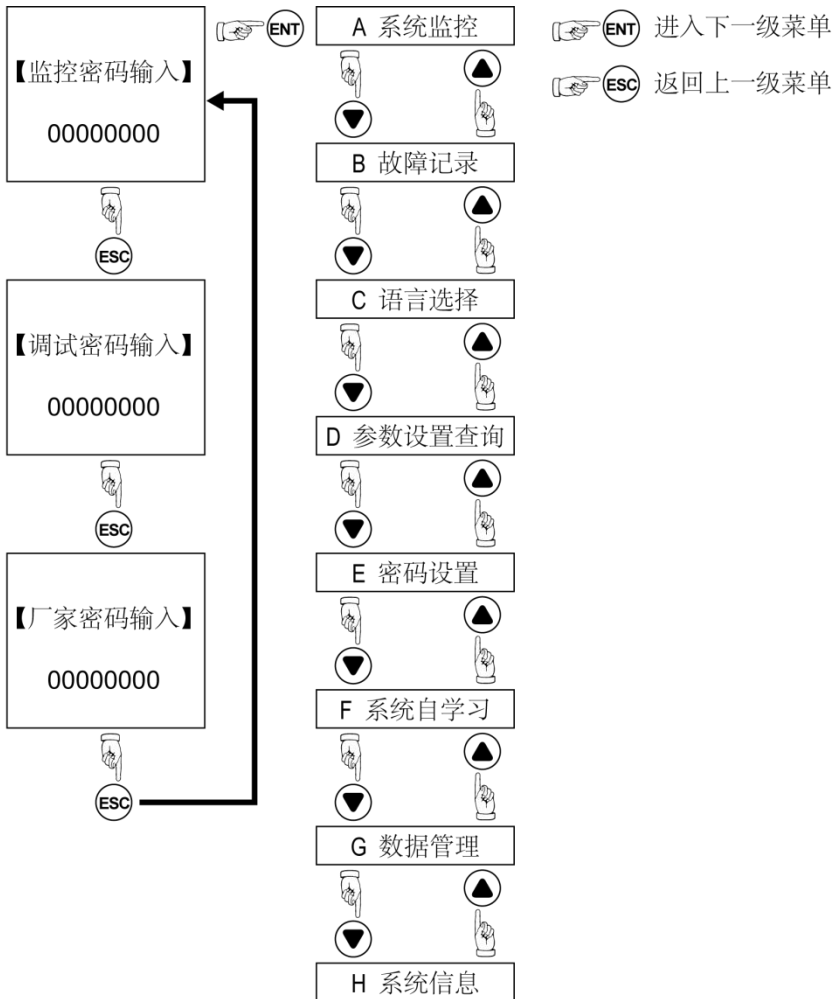 【监控密码输入】
00000000
ESC
【调试密码输入】
00000000
ESC
【厂家密码输入】
00000000
ESC
ENT
A 系统监控
B 故障记录
C 语言选择
D 参数设置查询
E 密码设置
F 系统自学习
G 数据管理
H 系统信息
ENT 进入下一级菜单
ESC 返回上一级菜单